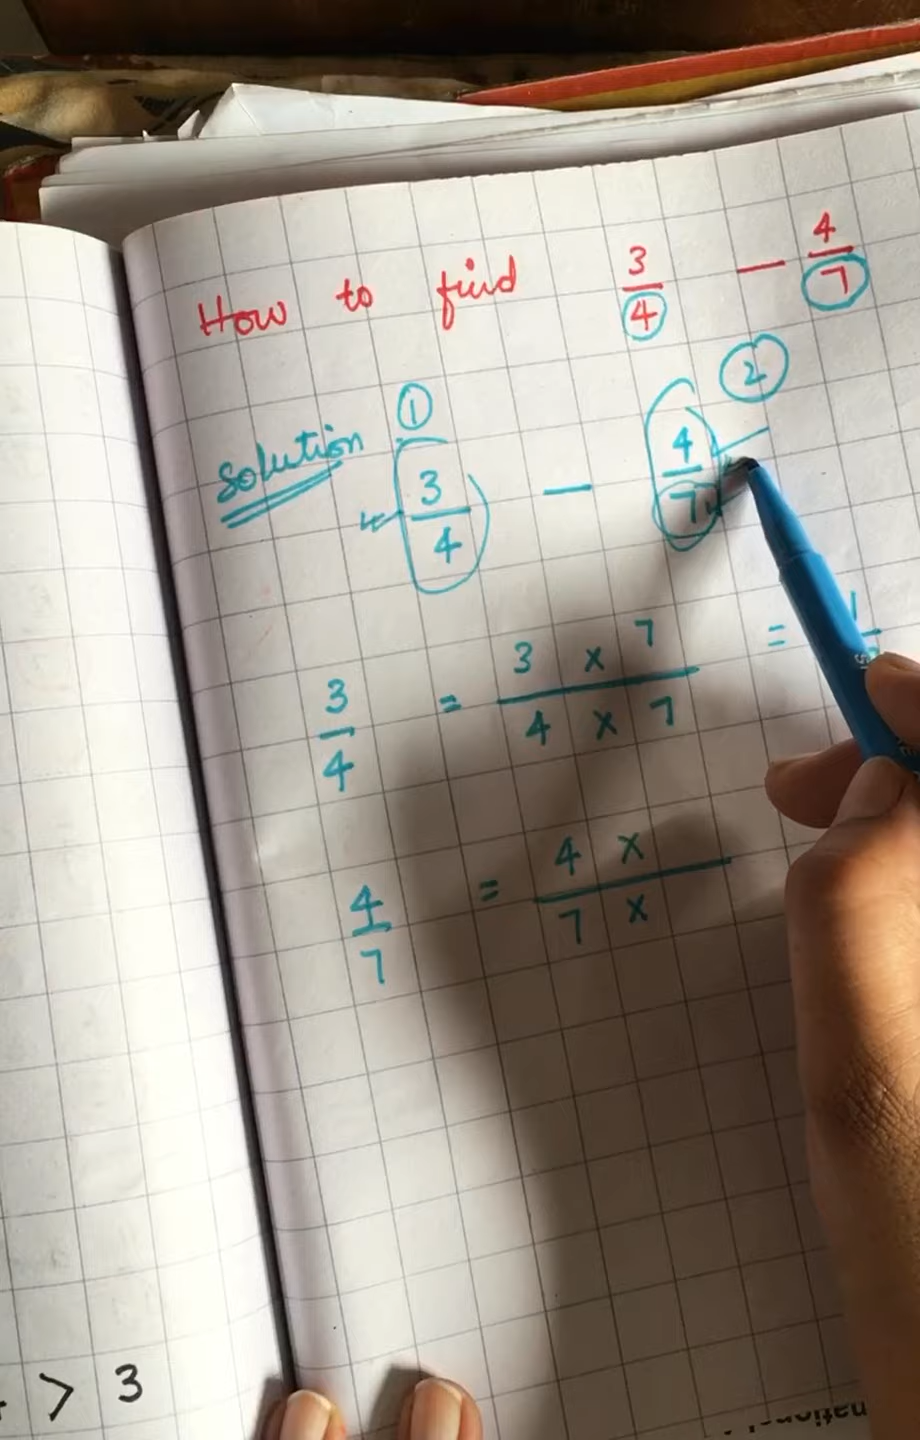 How to find 3/4 — 4/7
① ②
Solution 3/4 — 4/7
3/4 = 3 x 7 / 4 x 7 = 1
4/7 = 4 x / 7 x
> 3